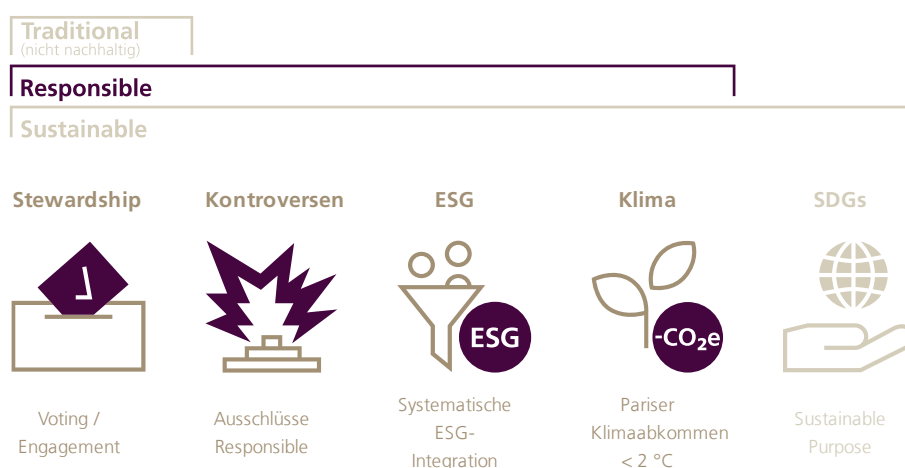 Traditional
(nicht nachhaltig)
Responsible
Sustainable
Stewardship
Kontroversen
ESG
Klima
SDGs
ESG
-CO₂e
Voting /
Engagement
Ausschlüsse
Responsible
Systematische
ESG-
Integration
Pariser
Klimaabkommen
< 2 °C
Sustainable
Purpose